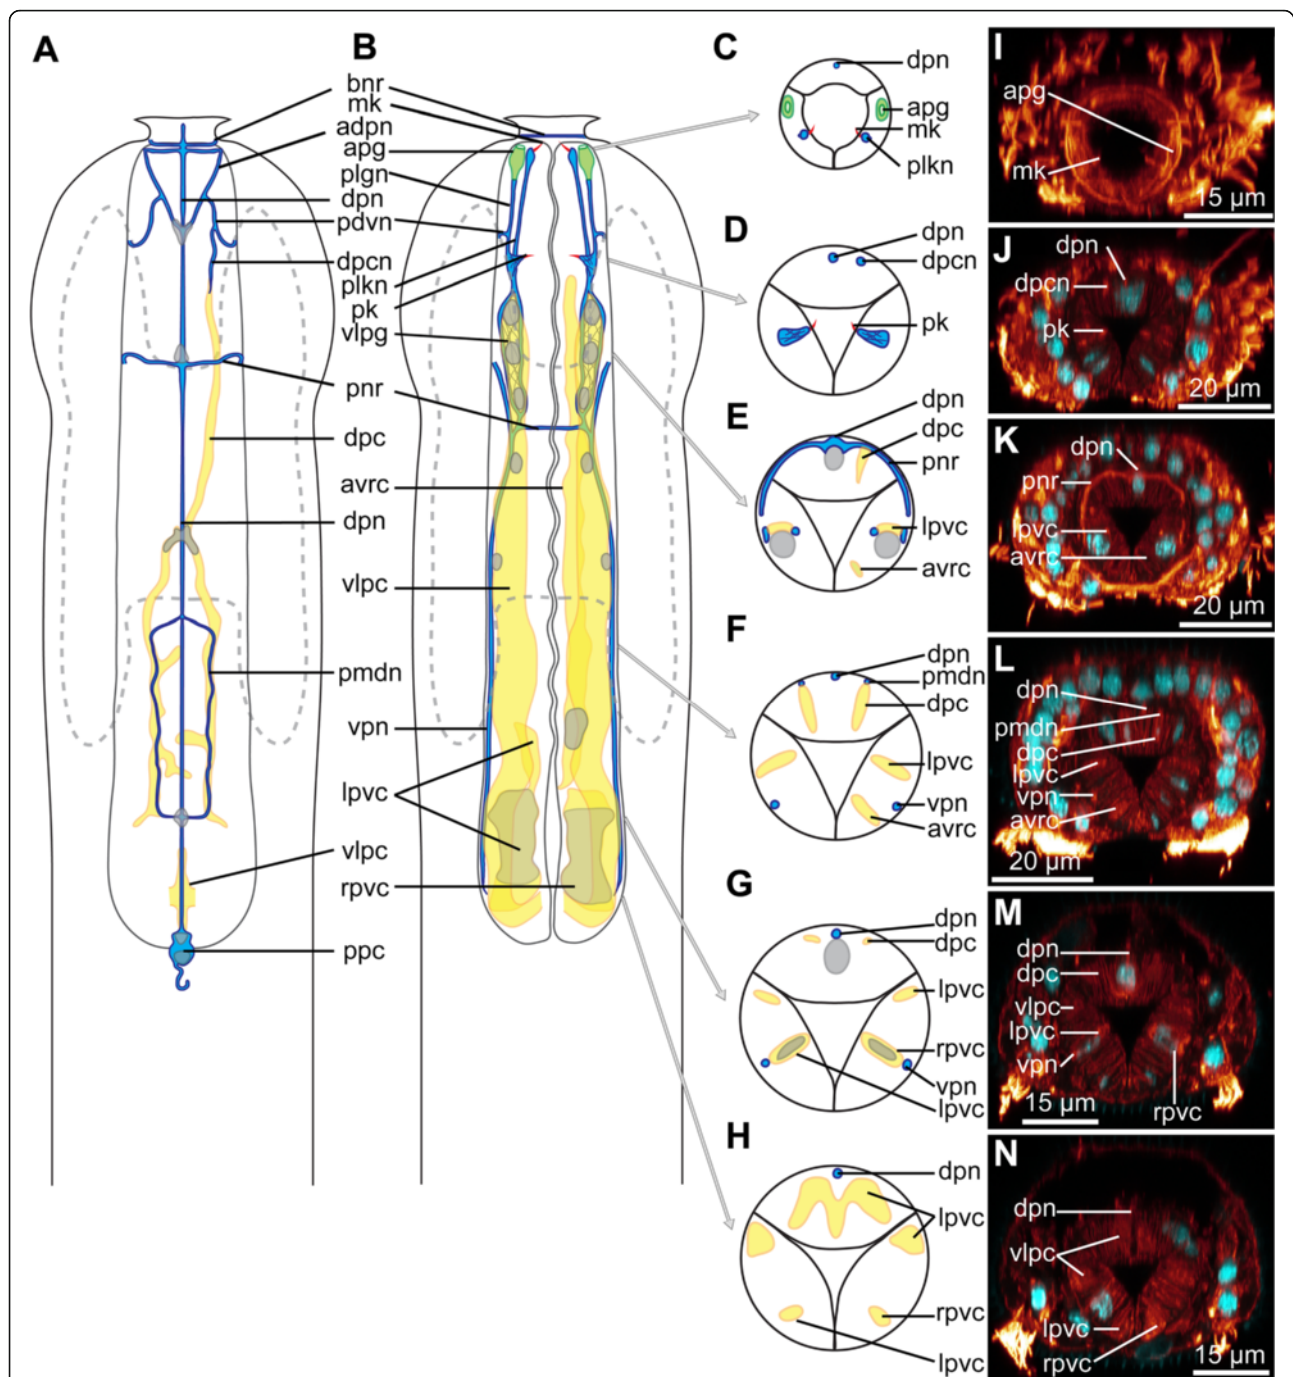 A
B
bnr
mk
adpn
apg
plgn
dpn
pdvn
dpcn
plkn
pk
vlpg
pnr
dpc
avrc
dpn
vlpc
pmdn
vpn
lpvc
vlpc
rpvc
ppc
C
dpn
apg
mk
plkn
D
dpn
dpcn
pk
E
dpn
dpc
pnr
lpvc
avrc
F
dpn
pmdn
dpc
lpvc
vpn
avrc
G
dpn
dpc
lpvc
rpvc
vpn
lpvc
H
dpn
lpvc
rpvc
lpvc
I
apg
mk
15 µm
J
dpn
dpcn
pk
20 µm
K
dpn
pnr
lpvc
avrc
20 µm
L
dpn
pmdn
dpc
lpvc
vpn
avrc
20 µm
M
dpn
dpc
vlpc
lpvc
vpn
15 µm
rpvc
N
dpn
vlpc
lpvc
rpvc
15 µm